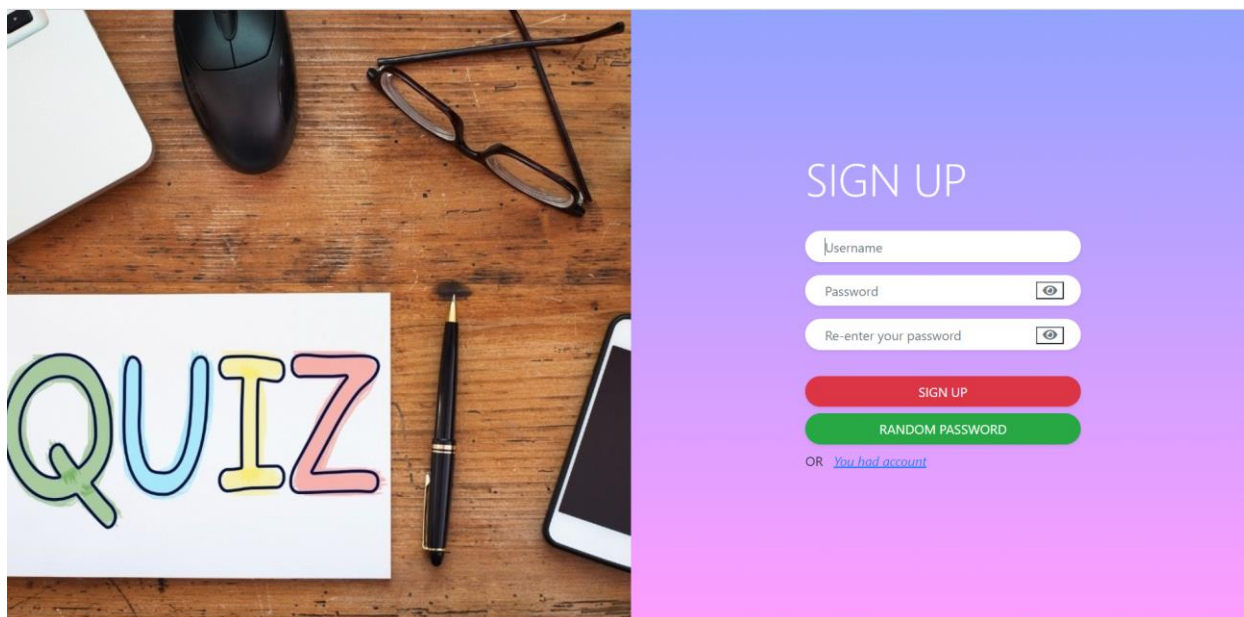 QUIZ
SIGN UP
Username
Password
Re-enter your password
SIGN UP
RANDOM PASSWORD
OR You had account